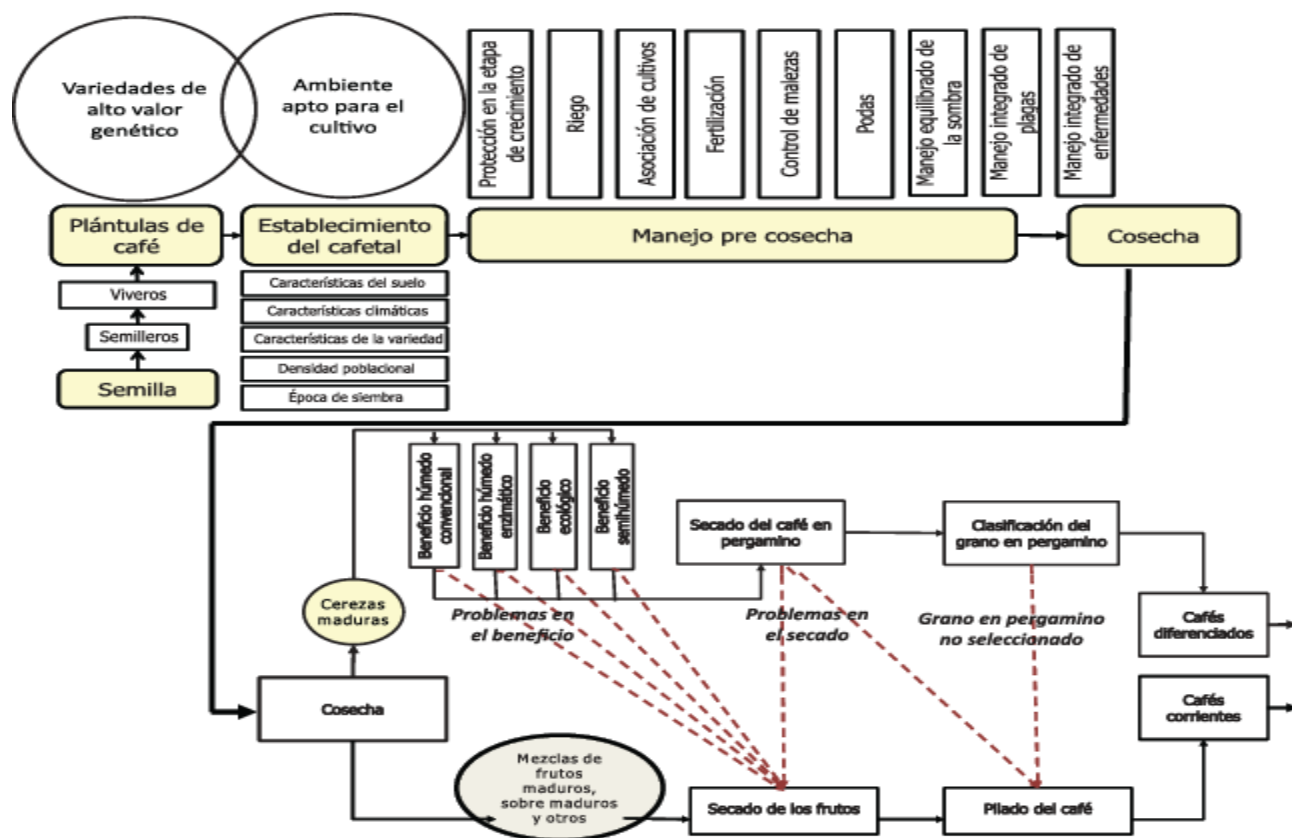 Variedades de
alto valor
genético
Ambiente
apto para el
cultivo
Protección en la etapa
de crecimiento
Riego
Asociación de cultivos
Fertilización
Control de malezas
Podas
Manejo equilibrado de
la sombra
Manejo integrado de
plagas
Manejo integrado de
enfermedades
Plántulas de
café
Establecimiento
del cafetal
Manejo pre cosecha
Cosecha
Viveros
Semilleros
Semilla
Características del suelo
Características climáticas
Características de la variedad
Densidad poblacional
Época de siembra
Beneficio húmedo
convencional
Beneficio húmedo
enzimático
Beneficio
ecológico
Beneficio
semihúmedo
Secado del café en
pergamino
Clasificación del
grano en pergamino
Cerezas
maduras
Problemas en
el beneficio
Problemas en
el secado
Grano en pergamino
no seleccionado
Cafés
diferenciados
Cosecha
Cafés
corrientes
Mezclas de
frutos
maduros,
sobre maduros
y otros
Secado de los frutos
Pilado del café